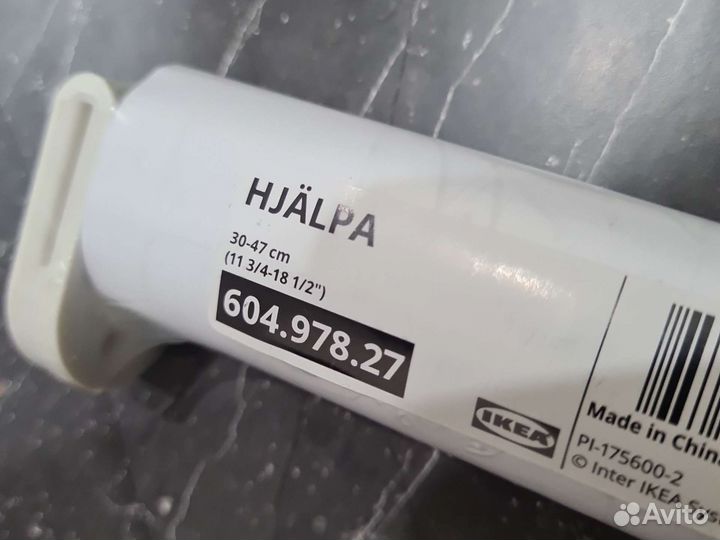 HJÄLPA
30-47 cm
(11 3/4-18 1/2")
604.978.27
IKEA
Made in China
PI-175600-2
© Inter IKEA
Avito